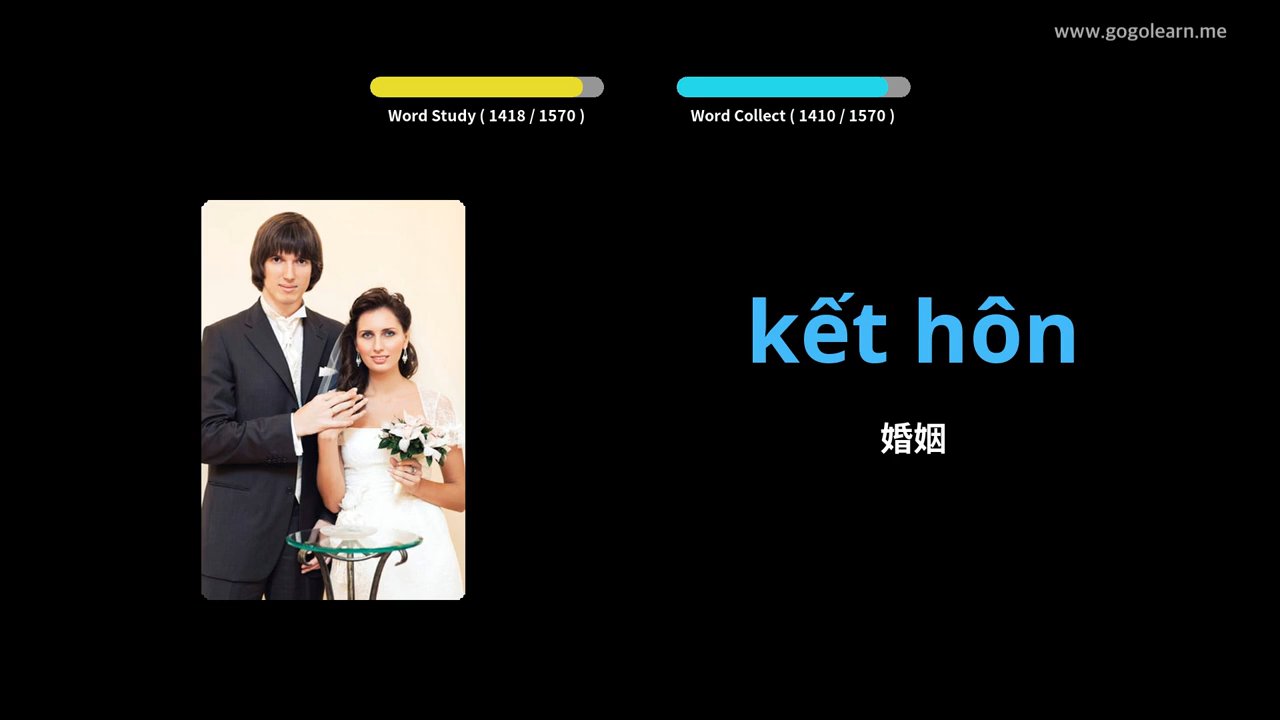 www.gogolearn.me
Word Study ( 1418 / 1570 )
Word Collect ( 1410 / 1570 )
kết hôn
婚姻